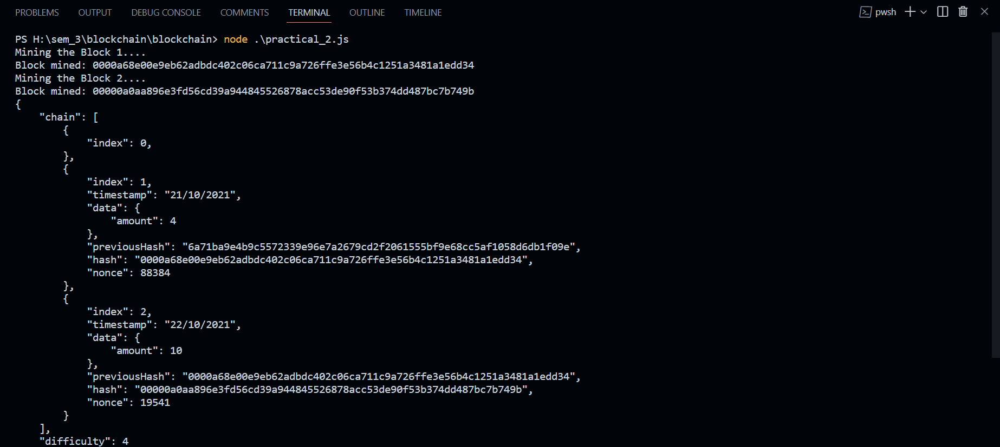 PROBLEMS OUTPUT DEBUG CONSOLE COMMENTS TERMINAL OUTLINE TIMELINE pwsh
PS H:\sem_3\blockchain\blockchain> node .\practical_2.js
Mining the Block 1....
Block mined: 0000a68e00e9eb62adbdc402c06ca711c9a726ffe3e56b4c1251a3481a1edd34
Mining the Block 2....
Block mined: 00000a0aa896e3fd56cd39a944845526878acc53de90f53b374dd487bc7b749b
{
    "chain": [
        {
            "index": 0,
        },
        {
            "index": 1,
            "timestamp": "21/10/2021",
            "data": {
                "amount": 4
            },
            "previousHash": "6a71ba9e4b9c5572339e96e7a2679cd2f2061555bf9e68cc5af1058d6db1f09e",
            "hash": "0000a68e00e9eb62adbdc402c06ca711c9a726ffe3e56b4c1251a3481a1edd34",
            "nonce": 88384
        },
        {
            "index": 2,
            "timestamp": "22/10/2021",
            "data": {
                "amount": 10
            },
            "previousHash": "0000a68e00e9eb62adbdc402c06ca711c9a726ffe3e56b4c1251a3481a1edd34",
            "hash": "00000a0aa896e3fd56cd39a944845526878acc53de90f53b374dd487bc7b749b",
            "nonce": 19541
        }
    ],
    "difficulty": 4